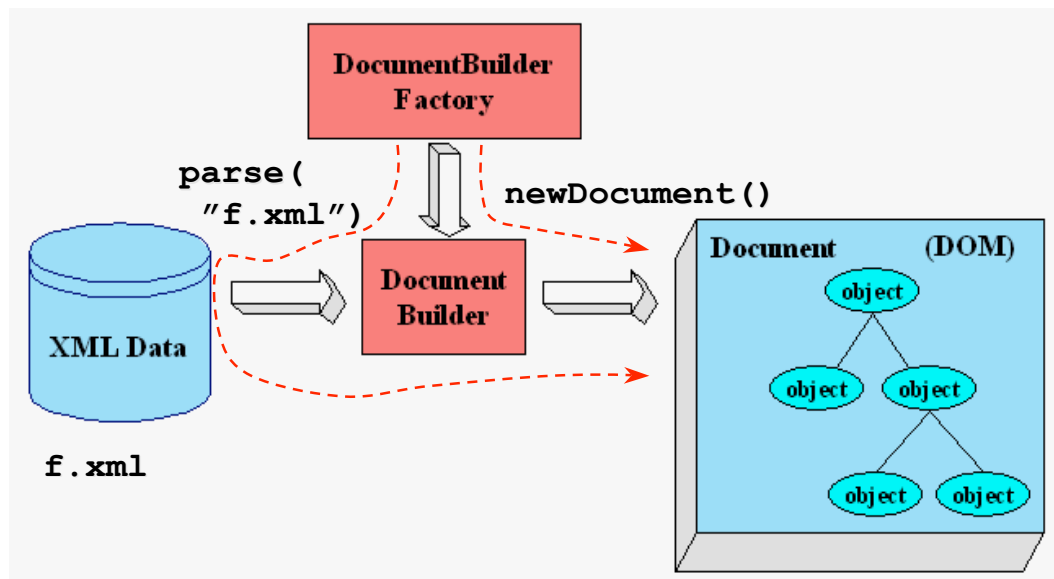 DocumentBuilder
Factory
parse(
”f.xml”)
newDocument()
XML Data
f.xml
Document
Builder
Document (DOM)
object
object object
object object